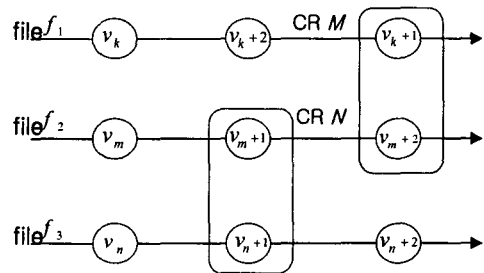 CR M
file f1 vk vk+2 vk+1
CR N
file f2 vm vm+1 vm+2
file f3 vn vn+1 vn+2